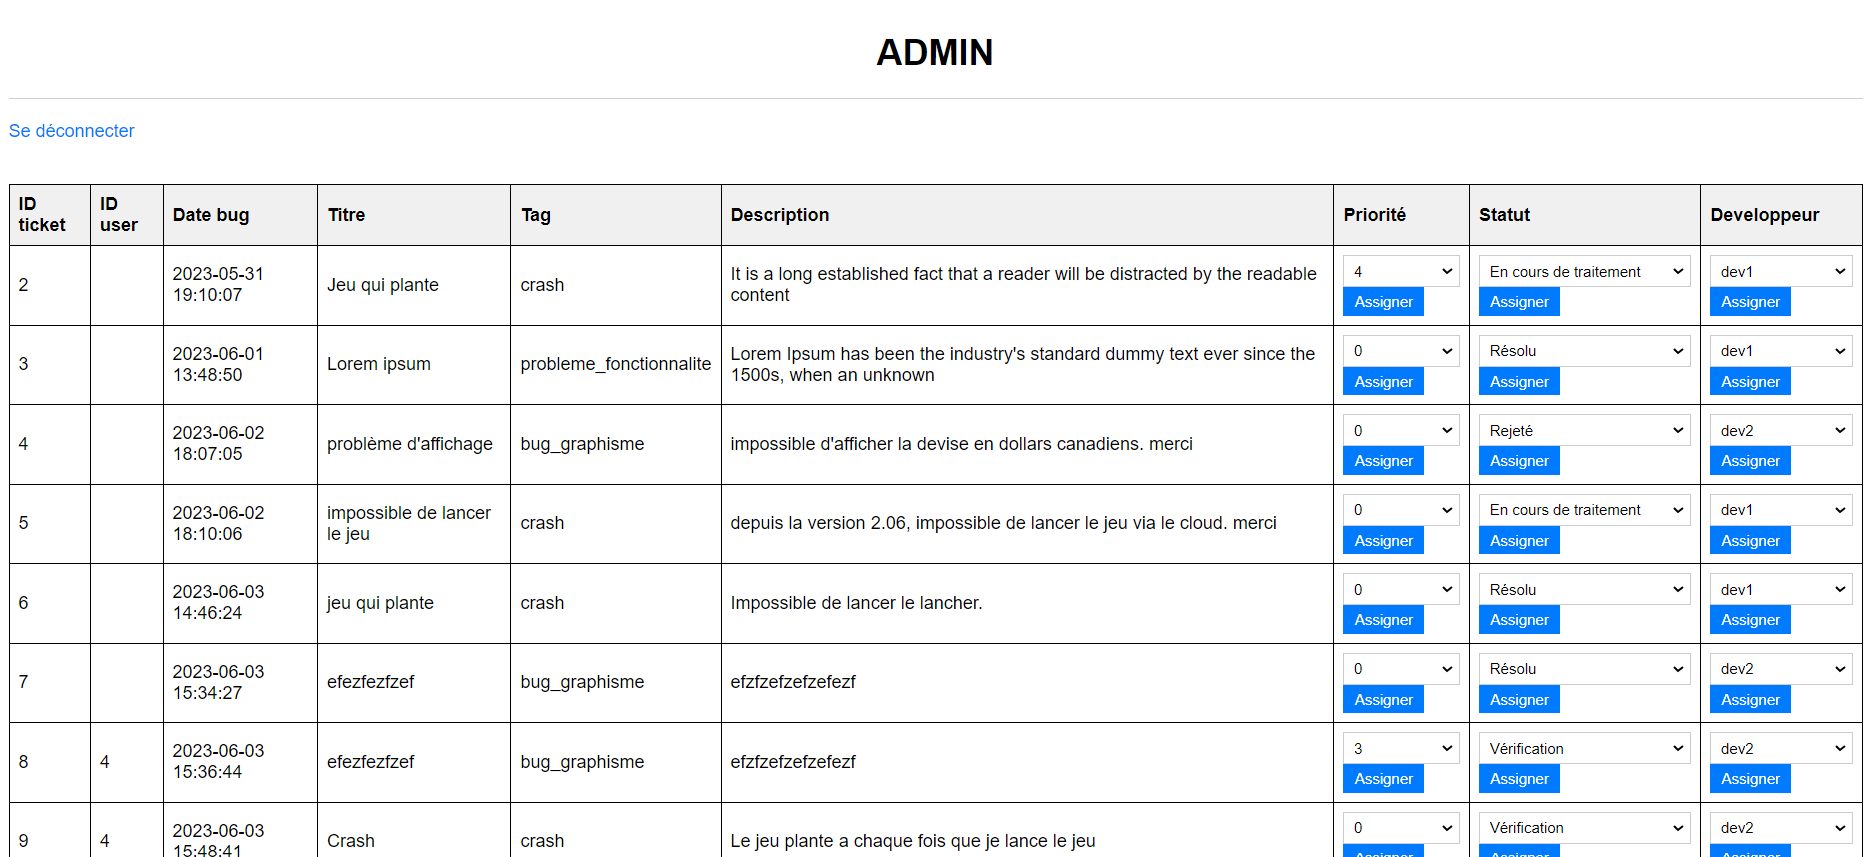 ADMIN
Se déconnecter
ID ticket ID user Date bug Titre Tag Description Priorité Statut Developpeur
2 2023-05-31 19:10:07 Jeu qui plante crash It is a long established fact that a reader will be distracted by the readable content 4 Assigner En cours de traitement Assigner dev1 Assigner
3 2023-06-01 13:48:50 Lorem ipsum probleme_fonctionnalite Lorem Ipsum has been the industry's standard dummy text ever since the 1500s, when an unknown 0 Assigner Résolu Assigner dev1 Assigner
4 2023-06-02 18:07:05 problème d'affichage bug_graphisme impossible d'afficher la devise en dollars canadiens. merci 0 Assigner Rejeté Assigner dev2 Assigner
5 2023-06-02 18:10:06 impossible de lancer le jeu crash depuis la version 2.06, impossible de lancer le jeu via le cloud. merci 0 Assigner En cours de traitement Assigner dev1 Assigner
6 2023-06-03 14:46:24 jeu qui plante crash Impossible de lancer le lancher. 0 Assigner Résolu Assigner dev1 Assigner
7 2023-06-03 15:34:27 efezfezfzef bug_graphisme efzfzefzefzefezf 0 Assigner Résolu Assigner dev2 Assigner
8 4 2023-06-03 15:36:44 efezfezfzef bug_graphisme efzfzefzefzefezf 3 Assigner Vérification Assigner dev2 Assigner
9 4 2023-06-03 15:48:41 Crash crash Le jeu plante a chaque fois que je lance le jeu 0 Assigner Vérification Assigner dev2 Assigner